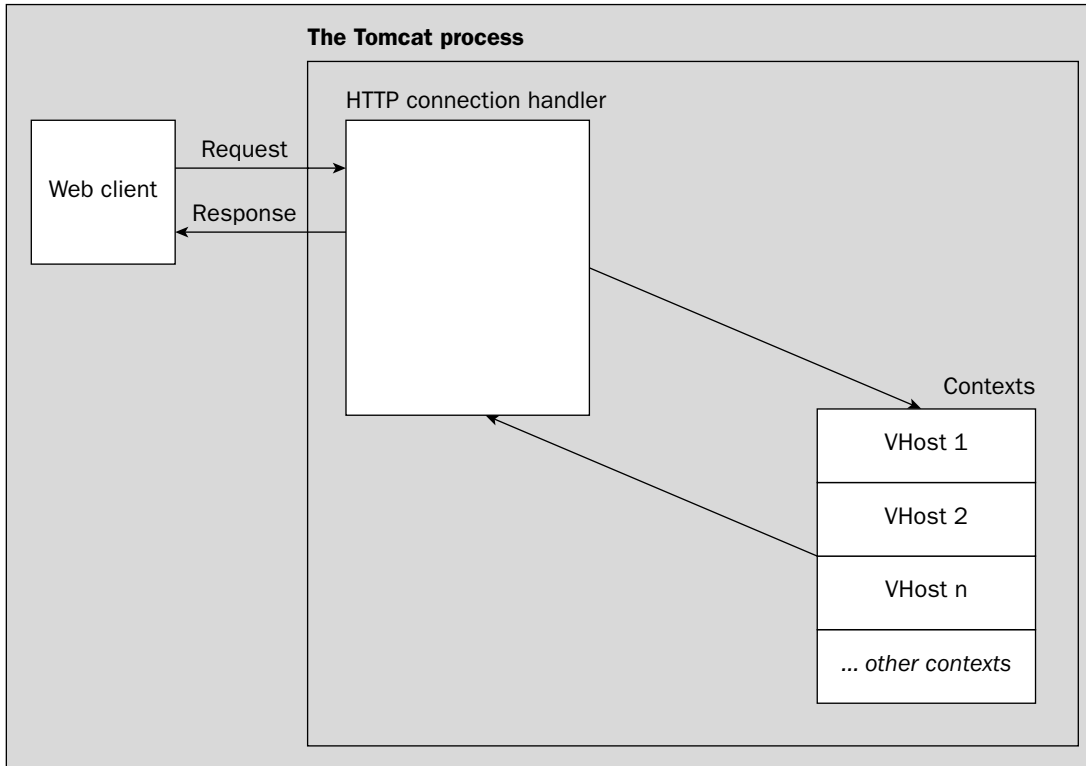 The Tomcat process
HTTP connection handler
Web client
Request
Response
Contexts
VHost 1
VHost 2
VHost n
... other contexts